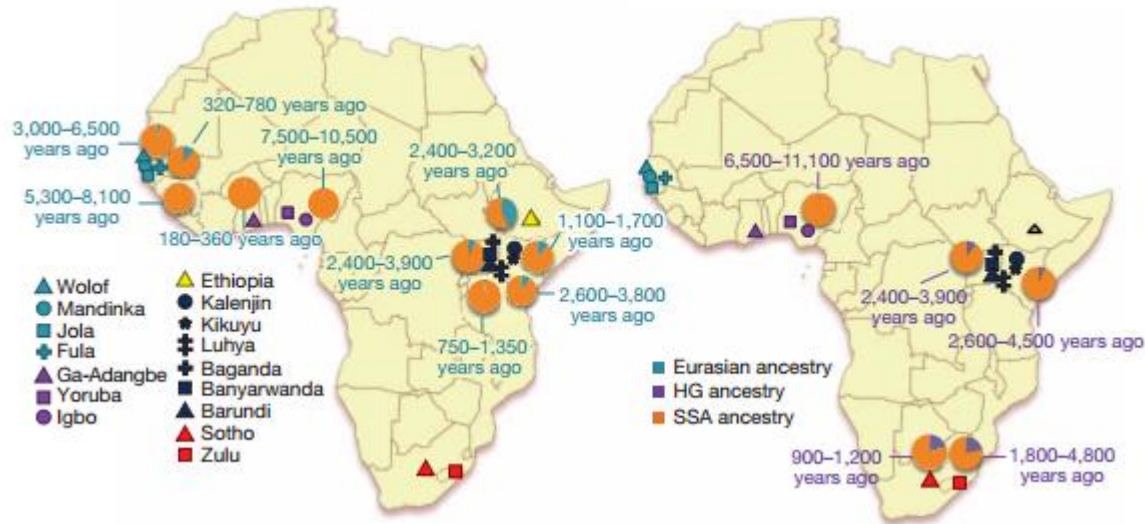 320–780 years ago
3,000–6,500
years ago
7,500–10,500
years ago
2,400–3,200
years ago
5,300–8,100
years ago
180–360 years ago
1,100–1,700
years ago
2,400–3,900
years ago
2,600–3,800
years ago
750–1,350
years ago
Wolof
Mandinka
Jola
Fula
Ga-Adangbe
Yoruba
Igbo
Ethiopia
Kalenjin
Kikuyu
Luhya
Baganda
Banyarwanda
Barundi
Sotho
Zulu
6,500–11,100 years ago
2,400–3,900
years ago
2,600–4,500 years ago
Eurasian ancestry
HG ancestry
SSA ancestry
900–1,200
years ago
1,800–4,800
years ago